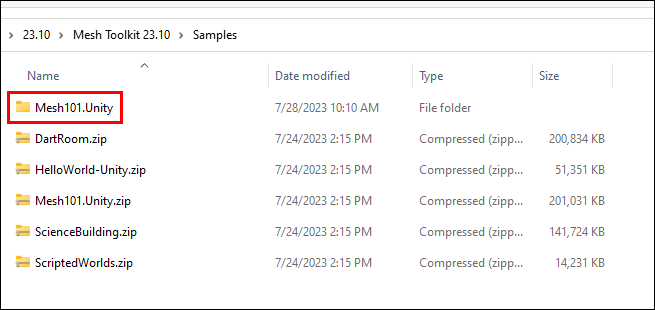 23.10 > Mesh Toolkit 23.10 > Samples
Name Date modified Type Size
Mesh101.Unity 7/28/2023 10:10 AM File folder
DartRoom.zip 7/24/2023 2:15 PM Compressed (zipp... 200,834 KB
HelloWorld-Unity.zip 7/24/2023 2:15 PM Compressed (zipp... 51,351 KB
Mesh101.Unity.zip 7/24/2023 2:15 PM Compressed (zipp... 201,031 KB
ScienceBuilding.zip 7/24/2023 2:15 PM Compressed (zipp... 141,724 KB
ScriptedWorlds.zip 7/24/2023 2:15 PM Compressed (zipp... 14,231 KB